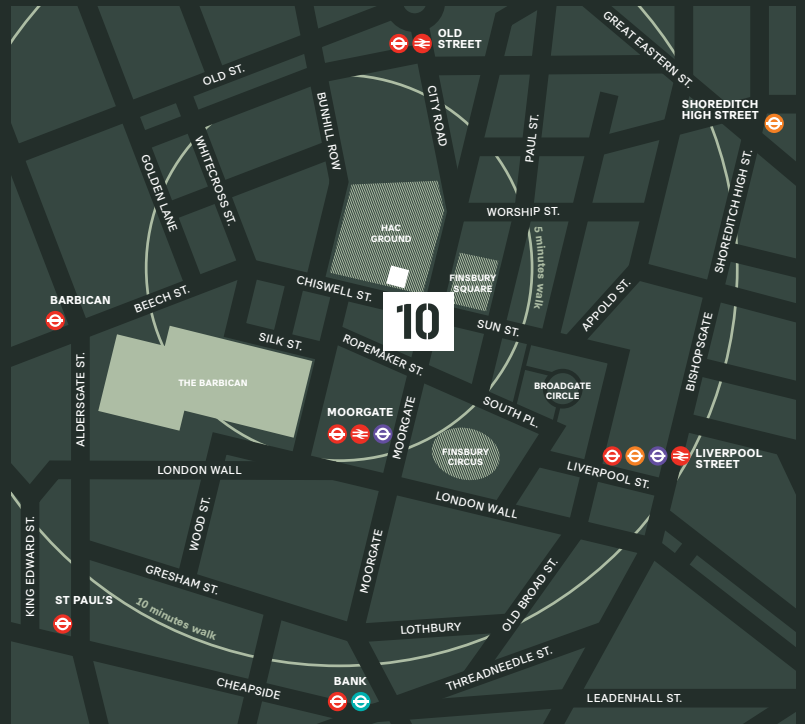 OLD
STREET
GREAT EASTERN ST.
OLD ST.
SHOREDITCH
HIGH STREET
BUNHILL ROW
CITY ROAD
PAUL ST.
GOLDEN LANE
WHITECROSS ST.
SHOREDITCH HIGH ST.
WORSHIP ST.
HAC
GROUND
5 minutes walk
FINSBURY
SQUARE
CHISWELL ST.
BEECH ST.
BARBICAN
APPOLD ST.
10
SUN ST.
SILK ST.
ROPEMAKER ST.
BISHOPSGATE
ALDERSGATE ST.
THE BARBICAN
BROADGATE
CIRCLE
SOUTH PL.
MOORGATE
MOORGATE
FINSBURY
CIRCUS
LIVERPOOL
STREET
LONDON WALL
LIVERPOOL ST.
LONDON WALL
WOOD ST.
KING EDWARD ST.
MOORGATE
GRESHAM ST.
OLD BROAD ST.
ST PAUL'S
10 minutes walk
LOTHBURY
THREADNEEDLE ST.
CHEAPSIDE
BANK
LEADENHALL ST.